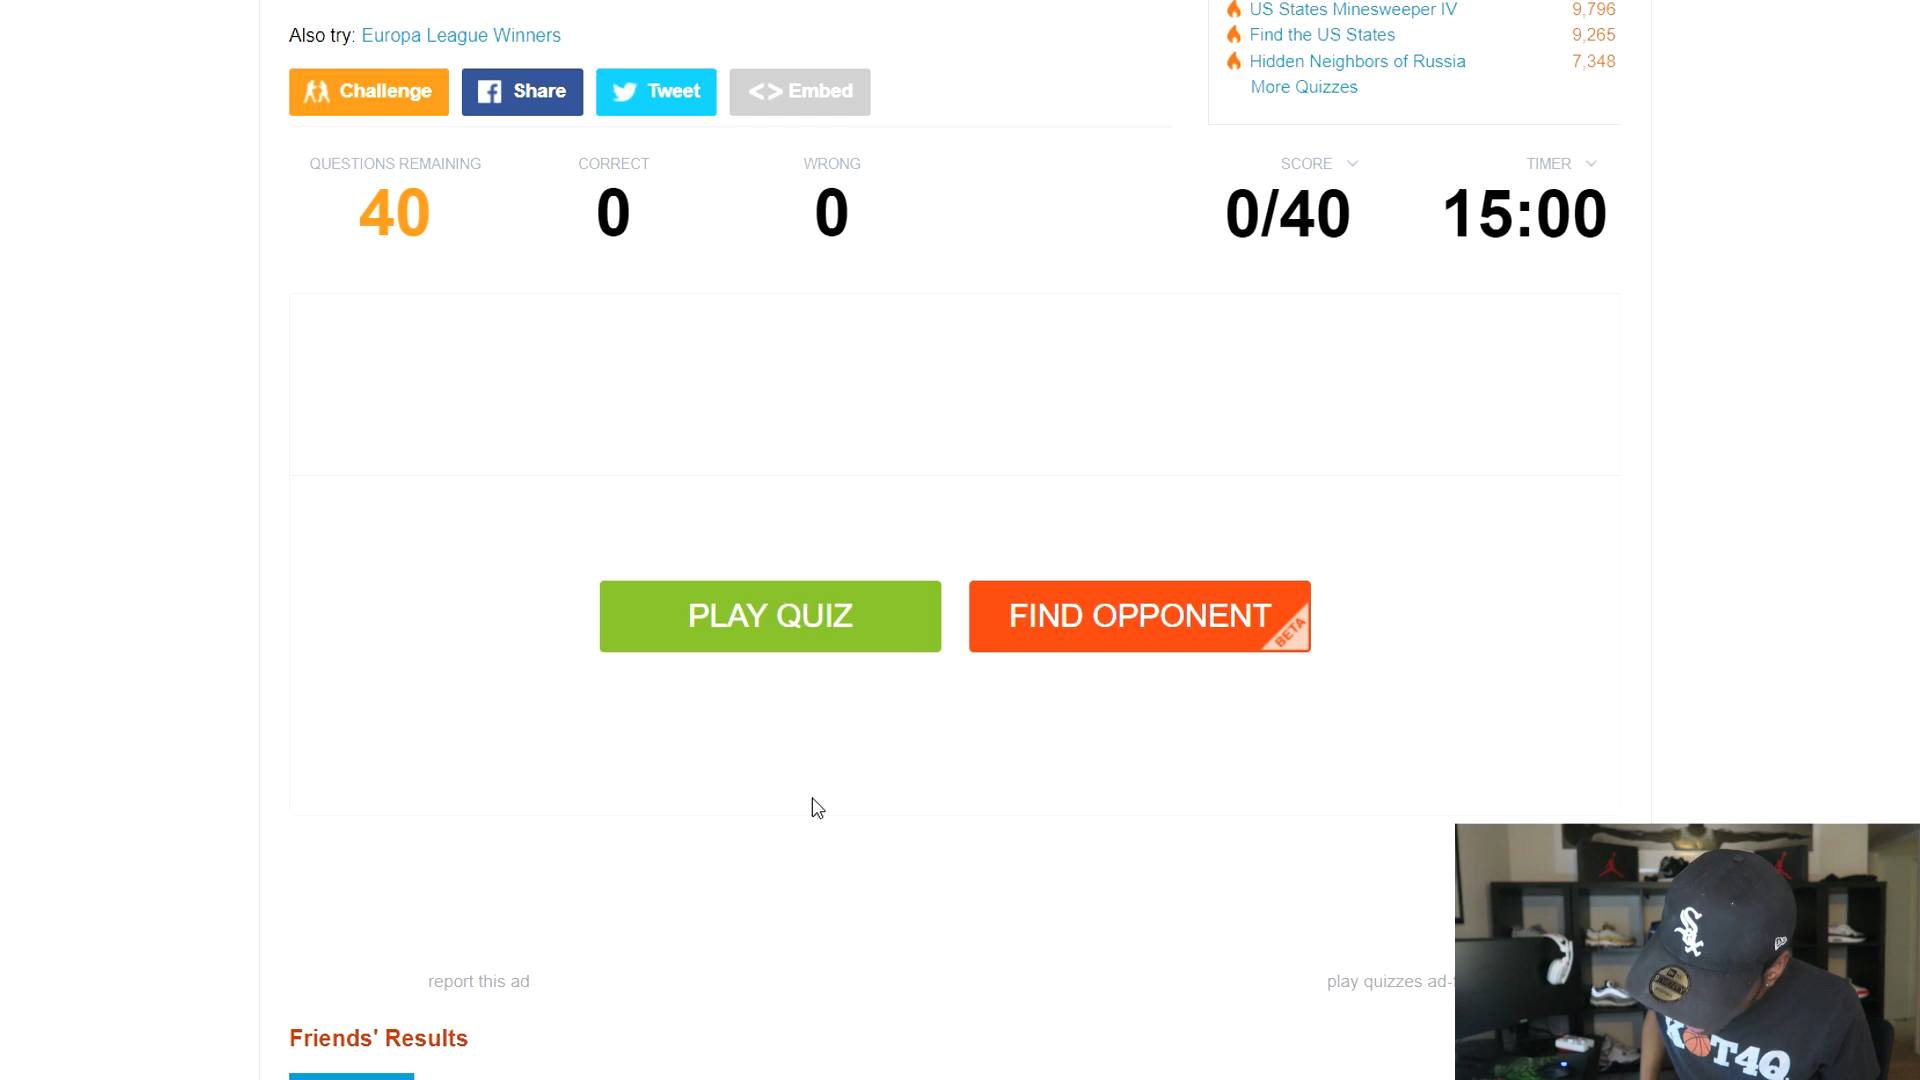 US States Minesweeper IV 9,796
Also try: Europa League Winners
Find the US States 9,265
Hidden Neighbors of Russia 7,348
More Quizzes
Challenge
Share
Tweet
<> Embed
QUESTIONS REMAINING
CORRECT
WRONG
SCORE
TIMER
40
0
0
0/40
15:00
PLAY QUIZ
FIND OPPONENT
BETA
report this ad
play quizzes ad-
Friends' Results
T4Q